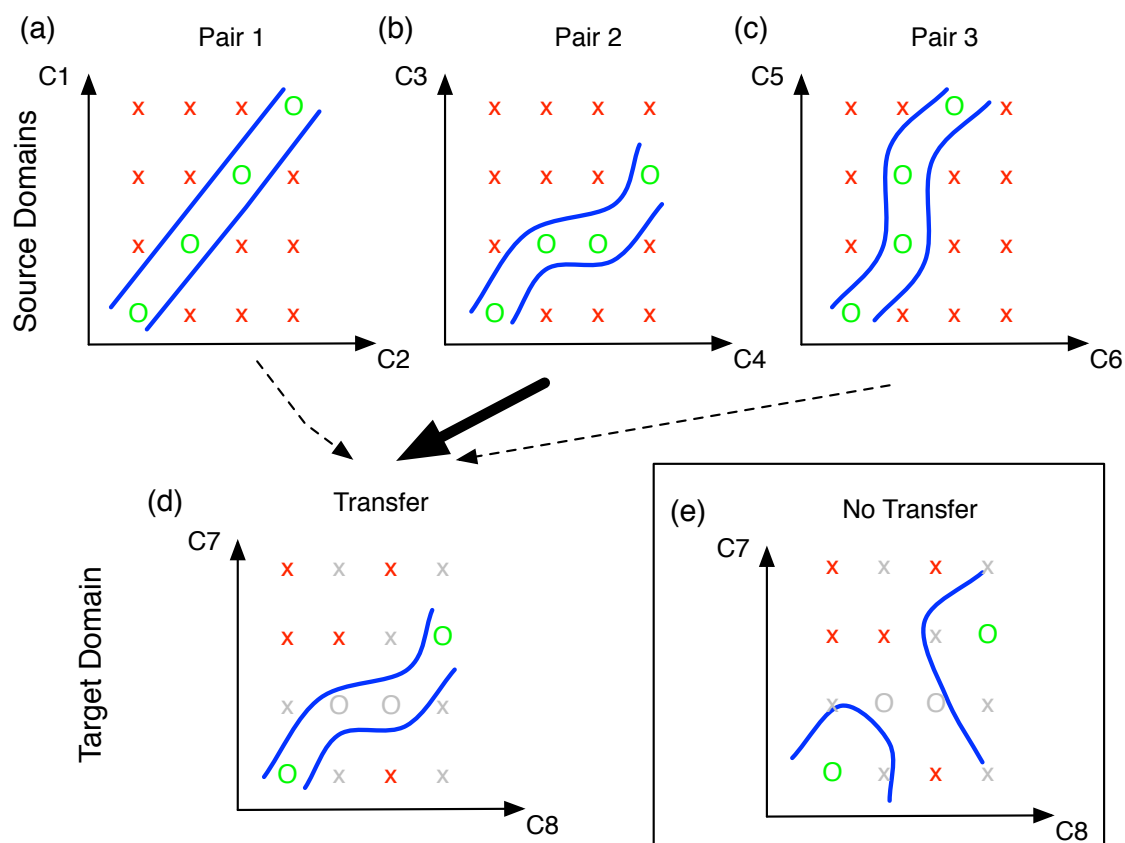 (a) Pair 1 (b) Pair 2 (c) Pair 3
C1 C3 C5
x x x O x x x x x x O x
x x O x x x x O x O x x
x O x x x O O x x O x x
O x x x O x x x O x x x
C2 C4 C6
Source Domains
(d) Transfer (e) No Transfer
C7 C7
x x x x x x x x
x x x O x x x O
x O O x x O O x
O x x x O x x x
C8 C8
Target Domain